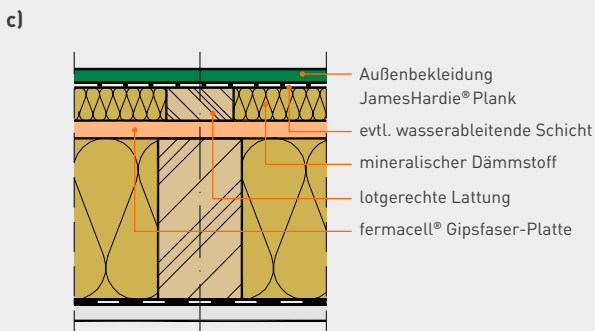 c)
Außenbekleidung
JamesHardie® Plank
evtl. wasserableitende Schicht
mineralischer Dämmstoff
lotgerechte Lattung
fermacell® Gipsfaser-Platte